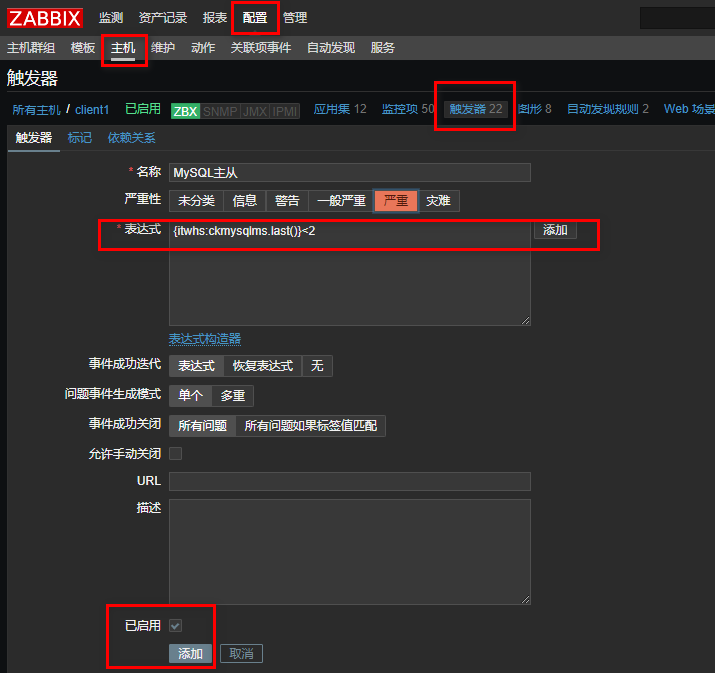 ZABBIX 监测 资产记录 报表 配置 管理
主机群组 模板 主机 维护 动作 关联项事件 自动发现 服务
触发器
所有主机 / client1 已启用 ZBX SNMP JMX IPMI 应用集 12 监控项 50 触发器 22 图形 8 自动发现规则 2 Web 场景
触发器 标记 依赖关系
* 名称 MySQL主从
严重性 未分类 信息 警告 一般严重 严重 灾难
* 表达式 {itwhs:ckmysqlms.last()}<2 添加
表达式构造器
事件成功迭代 表达式 恢复表达式 无
问题事件生成模式 单个 多重
事件成功关闭 所有问题 所有问题如果标签值匹配
允许手动关闭
URL
描述
已启用
添加 取消